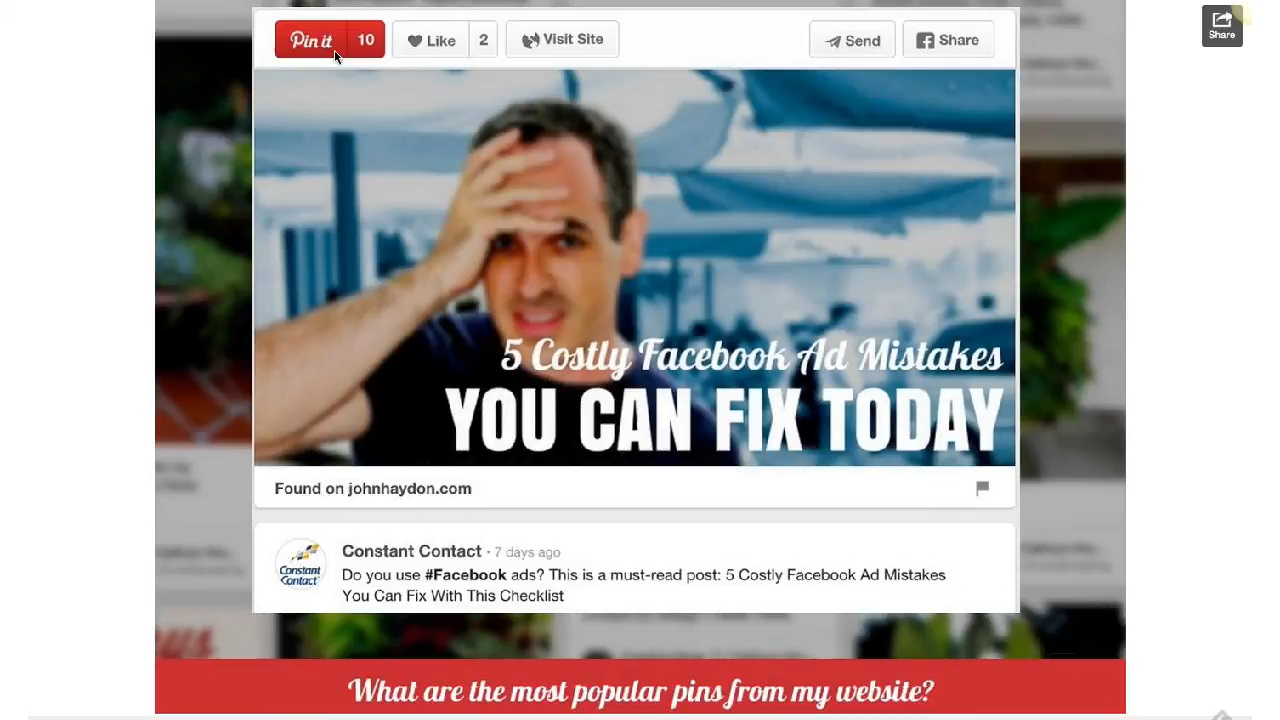 Pin it 10 Like 2 Visit Site Send Share
Share
5 Costly Facebook Ad Mistakes
YOU CAN FIX TODAY
Found on johnhaydon.com
Constant Contact
Constant Contact · 7 days ago
Do you use #Facebook ads? This is a must-read post: 5 Costly Facebook Ad Mistakes
You Can Fix With This Checklist
What are the most popular pins from my website?